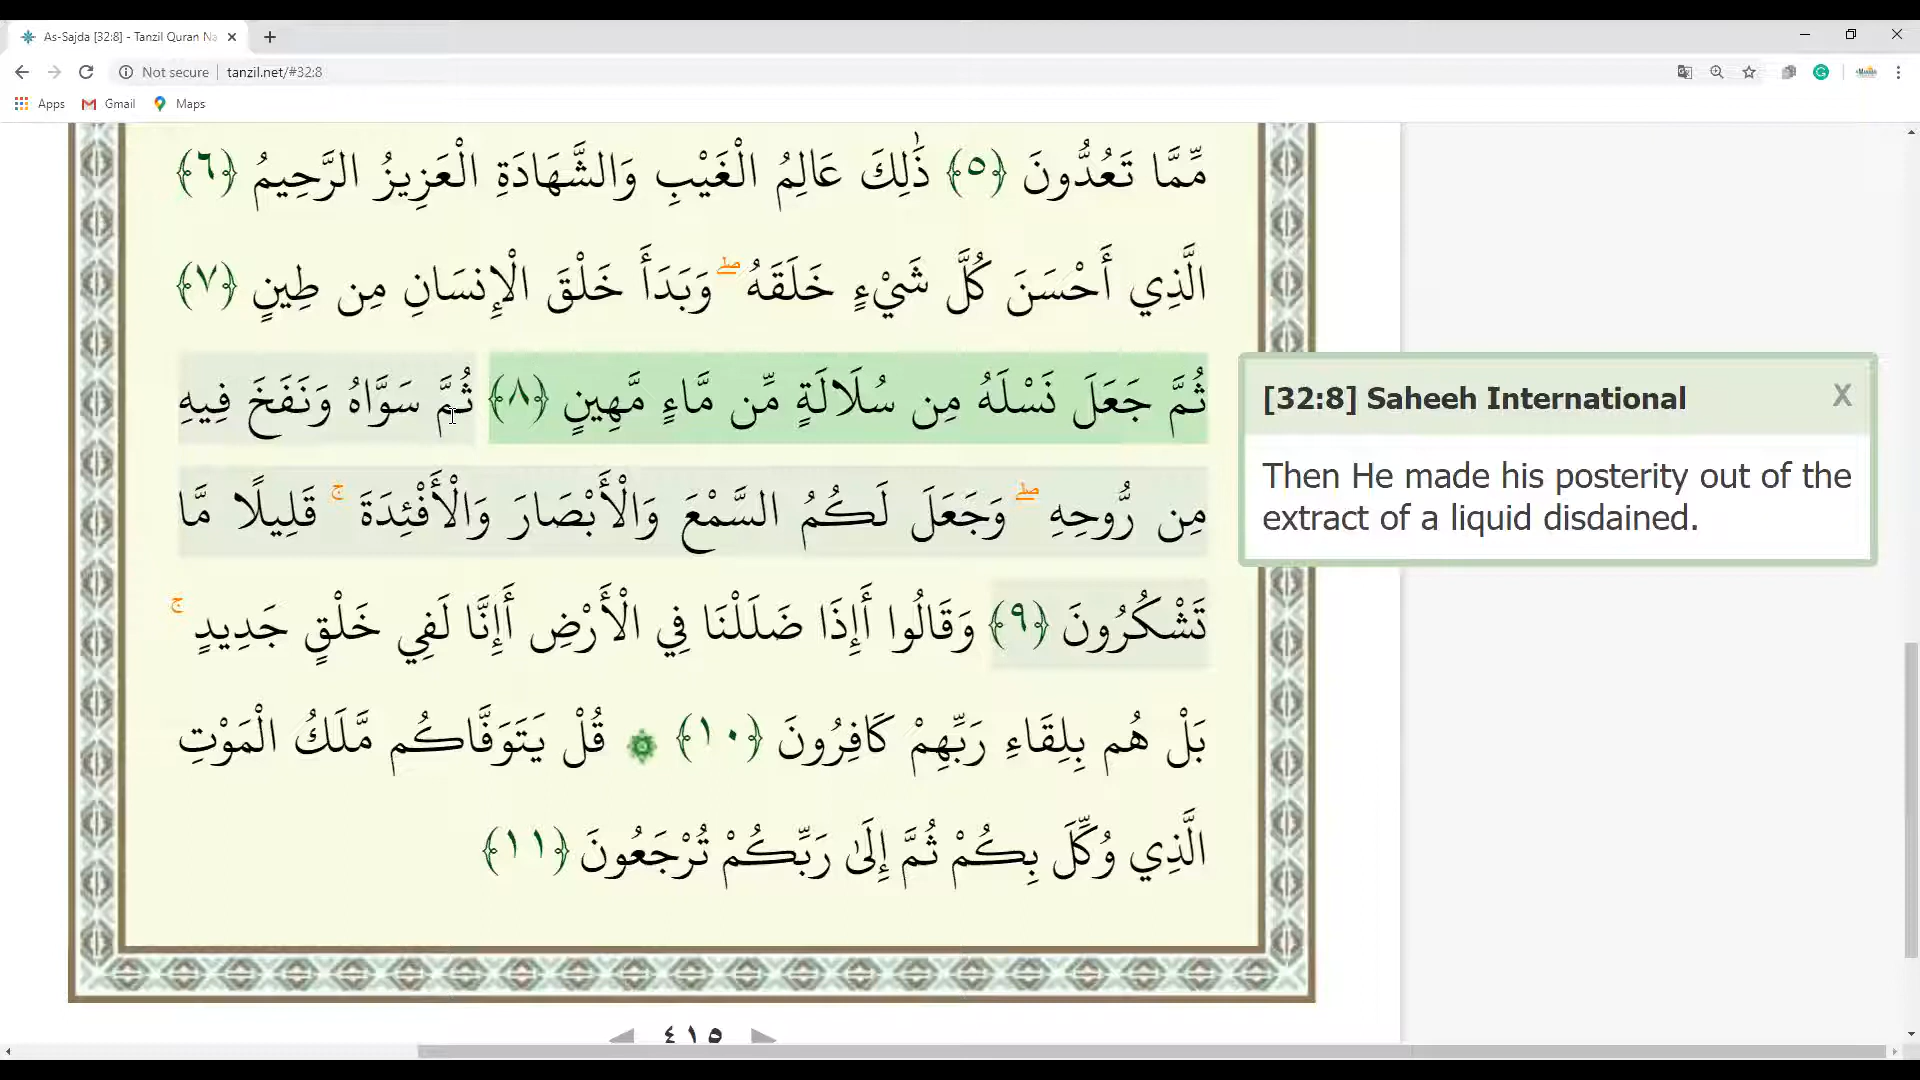 As-Sajda [32:8] - Tanzil Quran Na
Not secure
tanzil.net/#32:8
Apps
Gmail
Maps
مِّمَّا تَعُدُّونَ ﴿٥﴾ ذَٰلِكَ عَالِمُ الْغَيْبِ وَالشَّهَادَةِ الْعَزِيزُ الرَّحِيمُ ﴿٦﴾
الَّذِي أَحْسَنَ كُلَّ شَيْءٍ خَلَقَهُ ۖ وَبَدَأَ خَلْقَ الْإِنسَانِ مِن طِينٍ ﴿٧﴾
ثُمَّ جَعَلَ نَسْلَهُ مِن سُلَالَةٍ مِّن مَّاءٍ مَّهِينٍ ﴿٨﴾ ثُمَّ سَوَّاهُ وَنَفَخَ فِيهِ
مِن رُّوحِهِ ۖ وَجَعَلَ لَكُمُ السَّمْعَ وَالْأَبْصَارَ وَالْأَفْئِدَةَ ۚ قَلِيلًا مَّا
تَشْكُرُونَ ﴿٩﴾ وَقَالُوا أَإِذَا ضَلَلْنَا فِي الْأَرْضِ أَإِنَّا لَفِي خَلْقٍ جَدِيدٍ ۚ
بَلْ هُم بِلِقَاءِ رَبِّهِمْ كَافِرُونَ ﴿١٠﴾ ۞ قُلْ يَتَوَفَّاكُم مَّلَكُ الْمَوْتِ
الَّذِي وُكِّلَ بِكُمْ ثُمَّ إِلَىٰ رَبِّكُمْ تُرْجَعُونَ ﴿١١﴾
٤١٥
[32:8] Saheeh International
X
Then He made his posterity out of the
extract of a liquid disdained.